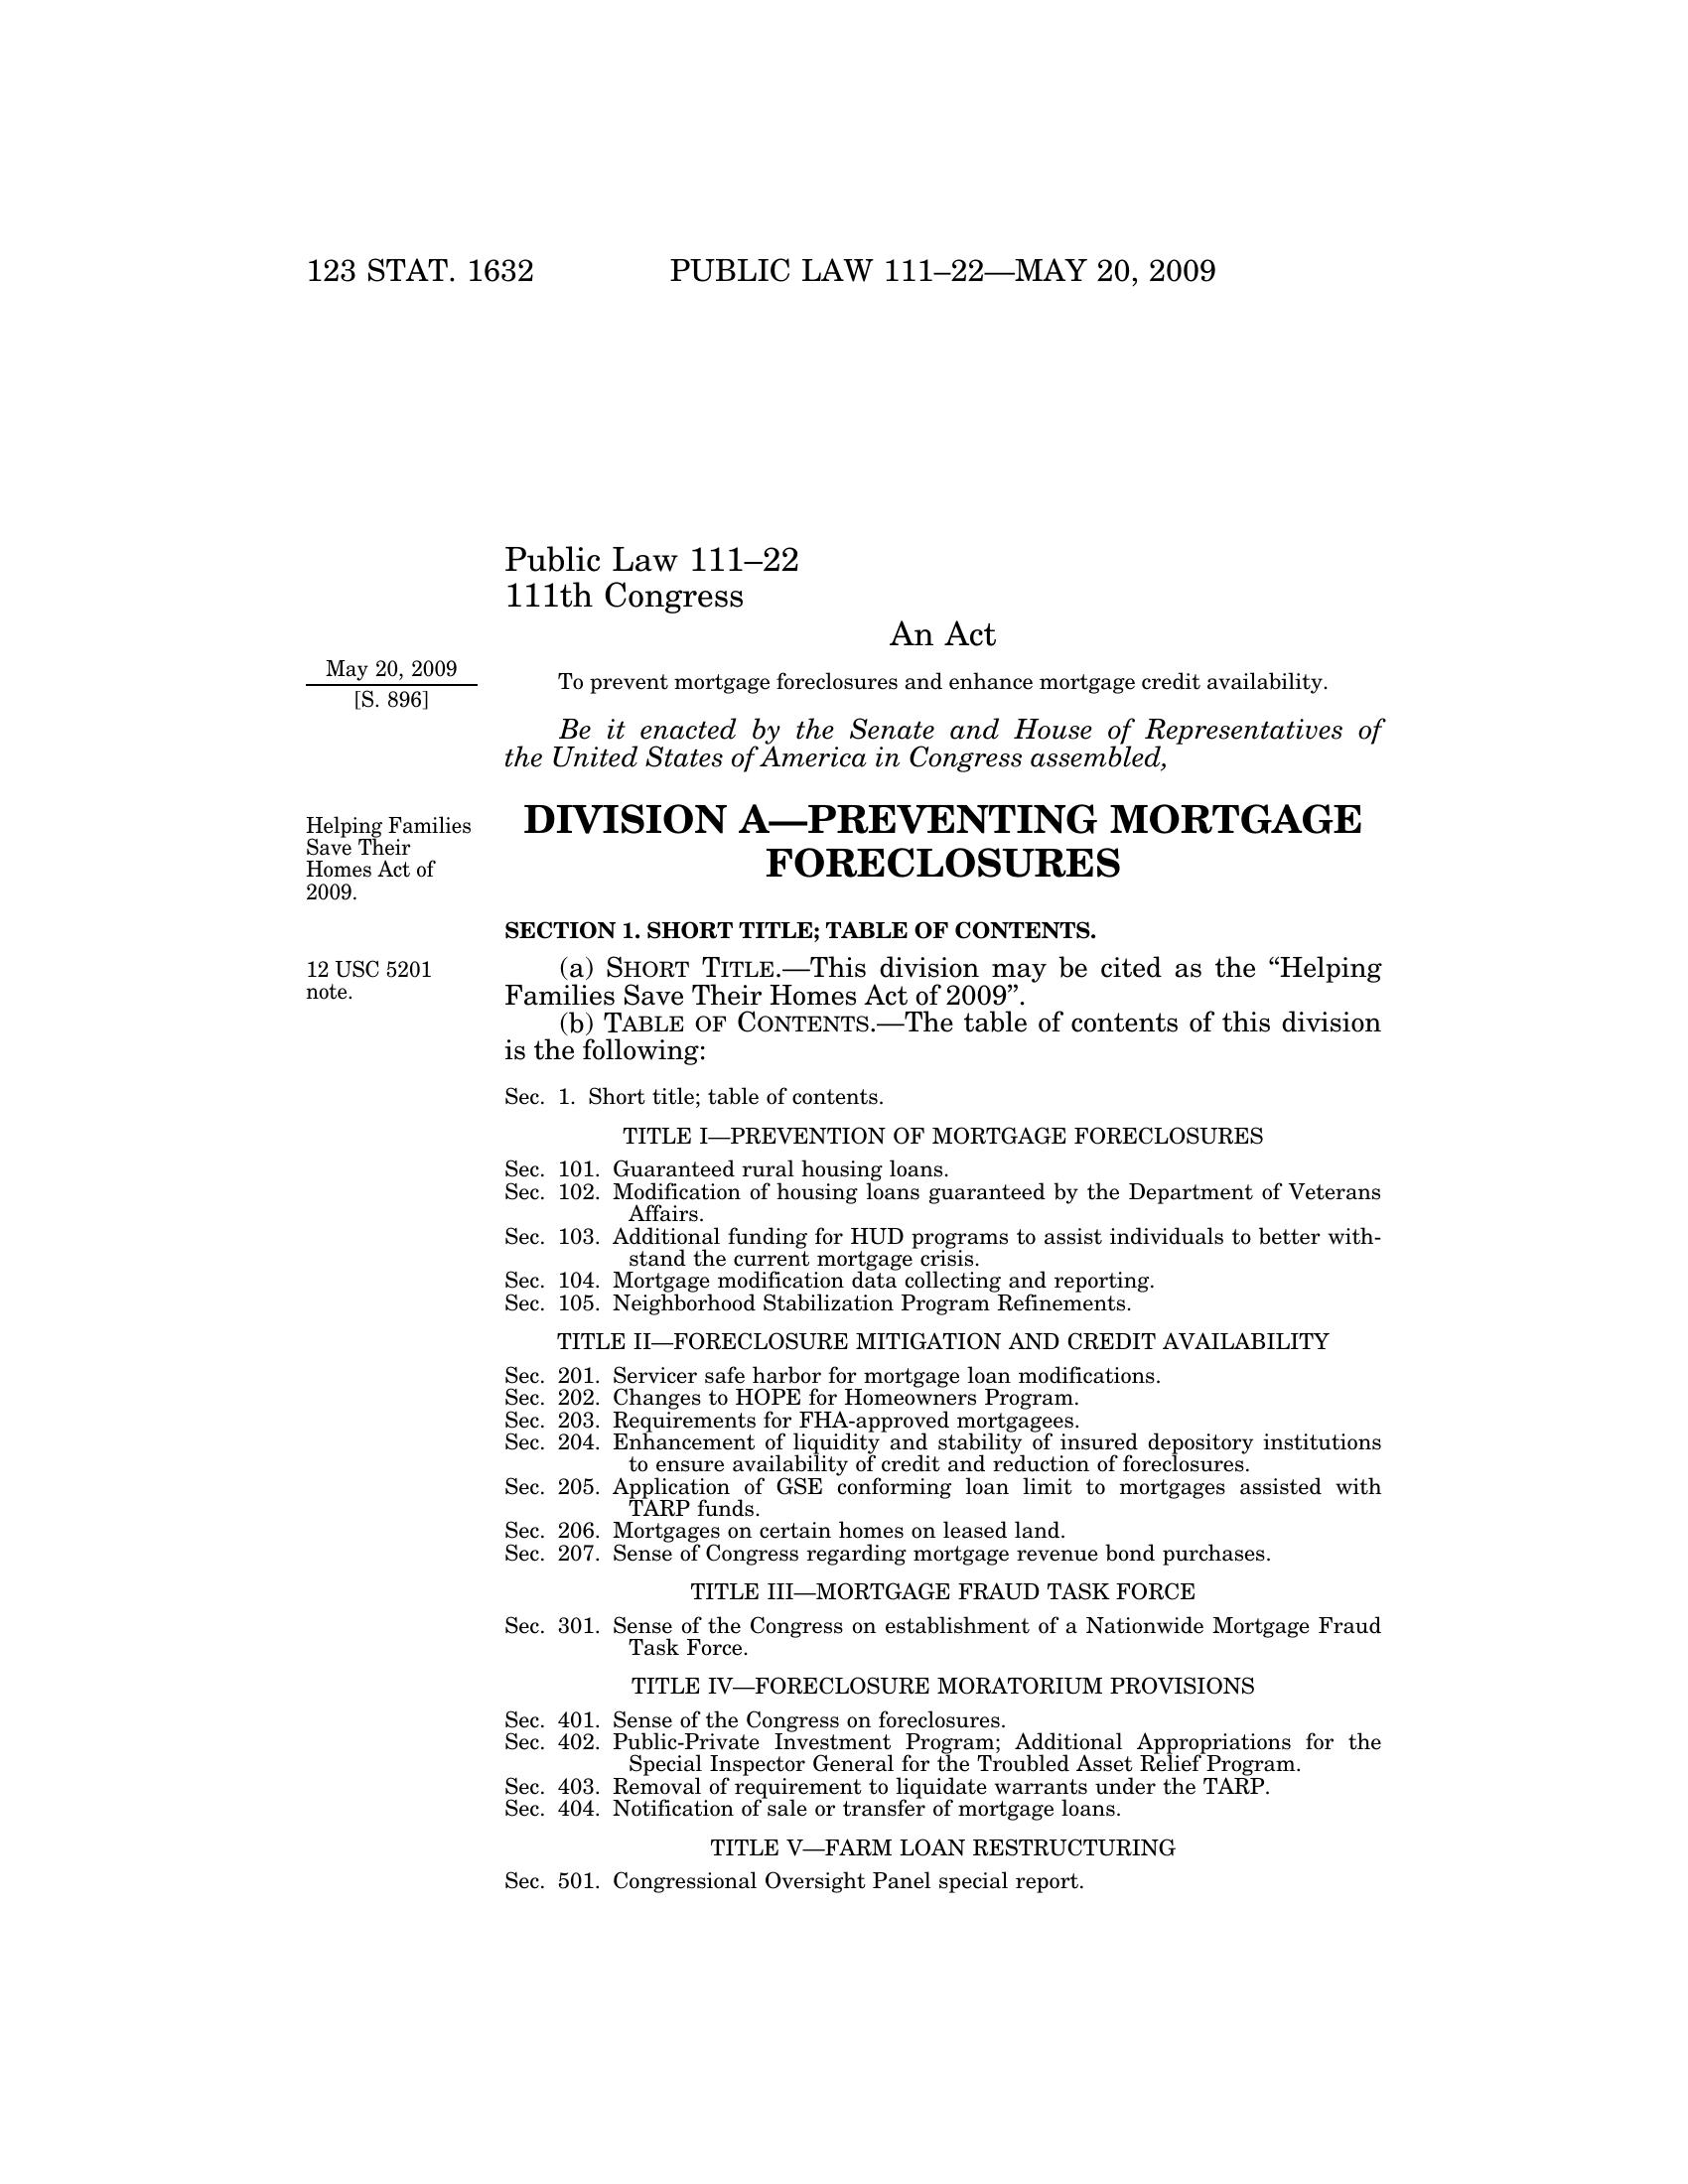 123 STAT. 1632 PUBLIC LAW 111–22—MAY 20, 2009
Public Law 111–22
111th Congress
An Act
May 20, 2009
[S. 896]
To prevent mortgage foreclosures and enhance mortgage credit availability.
Be it enacted by the Senate and House of Representatives of
the United States of America in Congress assembled,
Helping Families
Save Their
Homes Act of
2009.
DIVISION A—PREVENTING MORTGAGE
FORECLOSURES
SECTION 1. SHORT TITLE; TABLE OF CONTENTS.
12 USC 5201
note.
(a) SHORT TITLE.—This division may be cited as the “Helping
Families Save Their Homes Act of 2009”.
(b) TABLE OF CONTENTS.—The table of contents of this division
is the following:
Sec. 1. Short title; table of contents.
TITLE I—PREVENTION OF MORTGAGE FORECLOSURES
Sec. 101. Guaranteed rural housing loans.
Sec. 102. Modification of housing loans guaranteed by the Department of Veterans
Affairs.
Sec. 103. Additional funding for HUD programs to assist individuals to better with-
stand the current mortgage crisis.
Sec. 104. Mortgage modification data collecting and reporting.
Sec. 105. Neighborhood Stabilization Program Refinements.
TITLE II—FORECLOSURE MITIGATION AND CREDIT AVAILABILITY
Sec. 201. Servicer safe harbor for mortgage loan modifications.
Sec. 202. Changes to HOPE for Homeowners Program.
Sec. 203. Requirements for FHA-approved mortgagees.
Sec. 204. Enhancement of liquidity and stability of insured depository institutions
to ensure availability of credit and reduction of foreclosures.
Sec. 205. Application of GSE conforming loan limit to mortgages assisted with
TARP funds.
Sec. 206. Mortgages on certain homes on leased land.
Sec. 207. Sense of Congress regarding mortgage revenue bond purchases.
TITLE III—MORTGAGE FRAUD TASK FORCE
Sec. 301. Sense of the Congress on establishment of a Nationwide Mortgage Fraud
Task Force.
TITLE IV—FORECLOSURE MORATORIUM PROVISIONS
Sec. 401. Sense of the Congress on foreclosures.
Sec. 402. Public-Private Investment Program; Additional Appropriations for the
Special Inspector General for the Troubled Asset Relief Program.
Sec. 403. Removal of requirement to liquidate warrants under the TARP.
Sec. 404. Notification of sale or transfer of mortgage loans.
TITLE V—FARM LOAN RESTRUCTURING
Sec. 501. Congressional Oversight Panel special report.